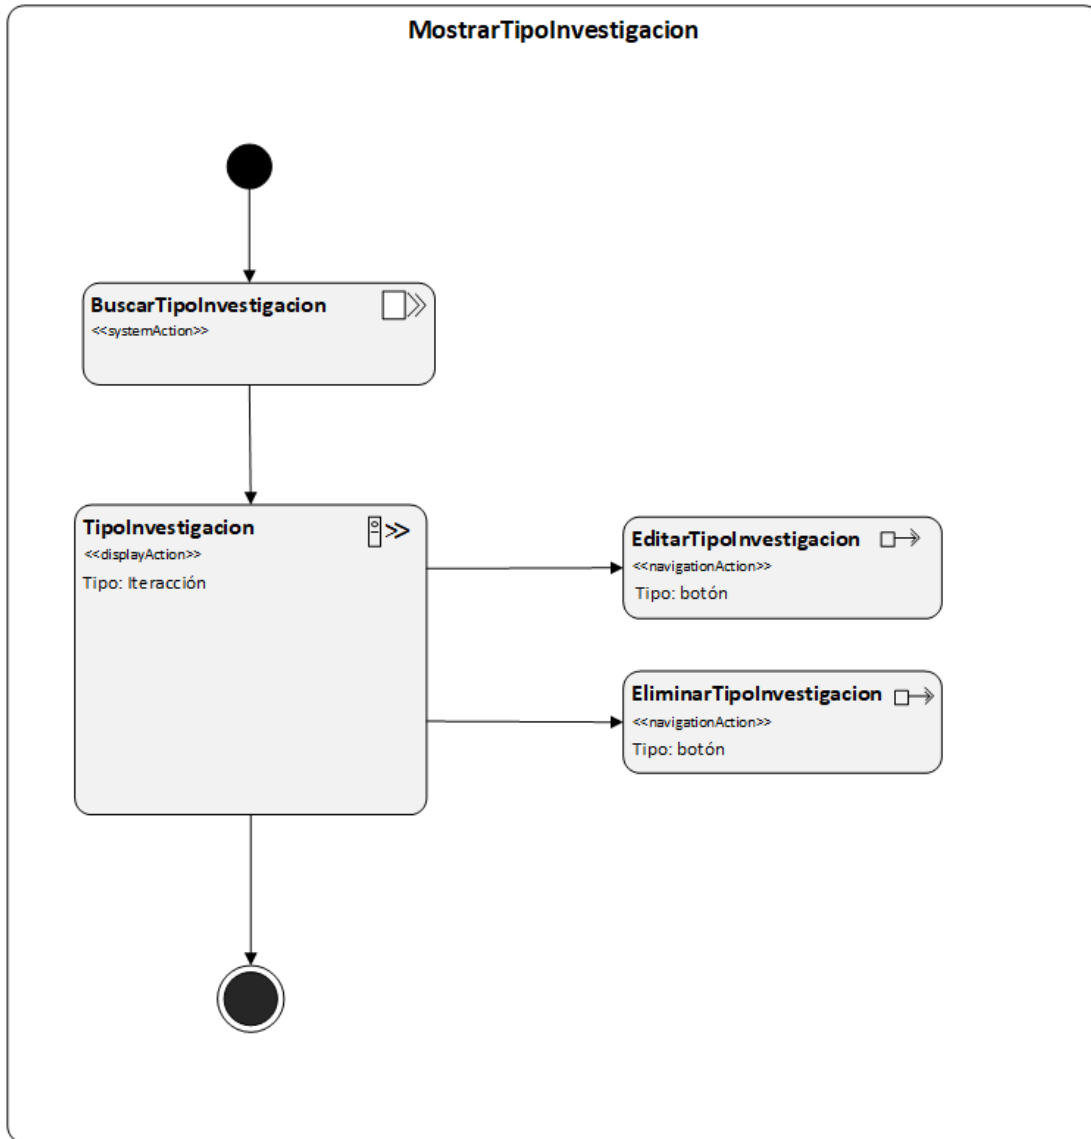 MostrarTipoInvestigacion
BuscarTipoInvestigacion
<<systemAction>>
TipoInvestigacion
<<displayAction>>
Tipo: Iteracción
EditarTipoInvestigacion
<<navigationAction>>
Tipo: botón
EliminarTipoInvestigacion
<<navigationAction>>
Tipo: botón